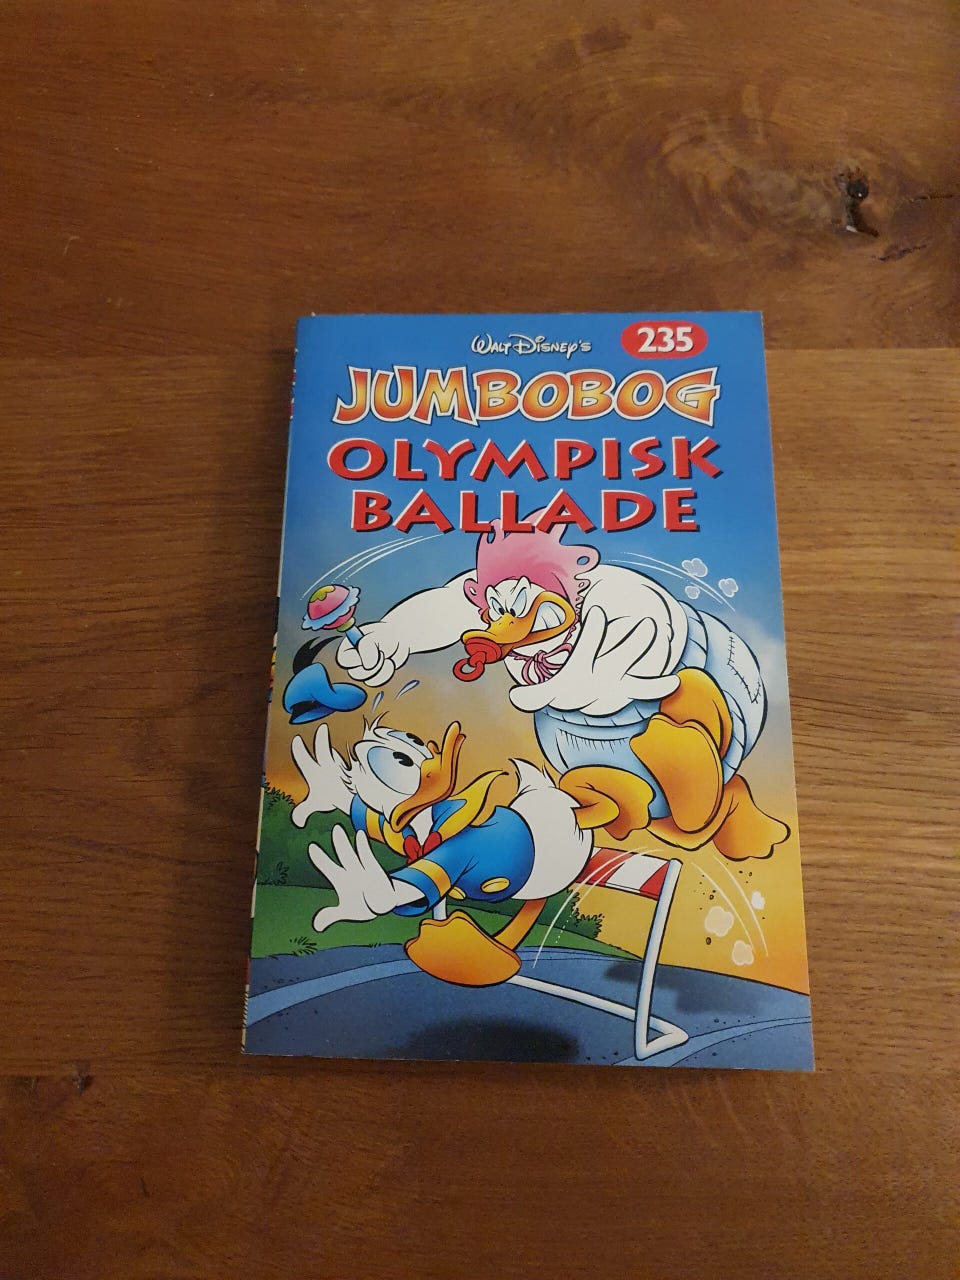 WALT DISNEY'S 235
JUMBOBOG
OLYMPISK
BALLADE